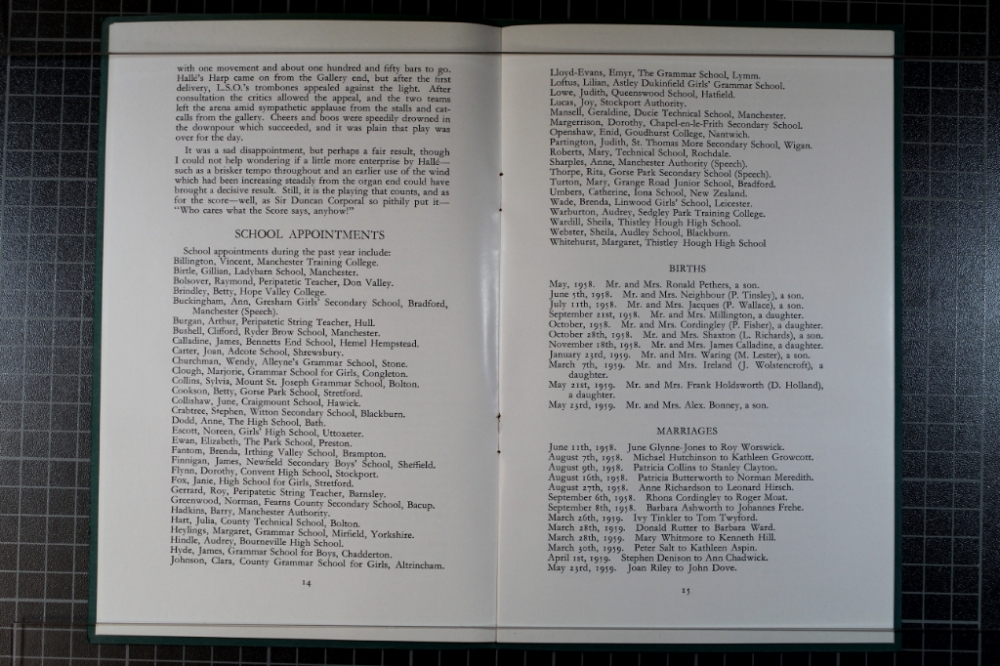 with one movement and about one hundred and fifty bars to go.
Hallé's Harp came on from the Gallery end, but after the first
delivery, L.S.O.'s trombones appealed against the light. After
consultation the critics allowed the appeal, and the two teams
left the arena amid sympathetic applause from the stalls and cat-
calls from the gallery. Cheers and boos were speedily drowned in
the downpour which succeeded, and it was plain that play was
over for the day.
It was a sad disappointment, but perhaps a fair result, though
I could not help wondering if a little more enterprise by Hallé—
such as a brisker tempo throughout and an earlier use of the wind
which had been increasing steadily from the organ end could have
brought a decisive result. Still, it is the playing that counts, and as
for the score—well, as Sir Duncan Corporal so pithily put it—
"Who cares what the Score says, anyhow!"
SCHOOL APPOINTMENTS
School appointments during the past year include:
Billington, Vincent, Manchester Training College.
Birtle, Gillian, Ladybarn School, Manchester.
Bolsover, Raymond, Peripatetic Teacher, Don Valley.
Brindley, Betty, Hope Valley College.
Buckingham, Ann, Gresham Girls' Secondary School, Bradford,
Manchester (Speech).
Burgan, Arthur, Peripatetic String Teacher, Hull.
Bushell, Clifford, Ryder Brow School, Manchester.
Calladine, James, Bennetts End School, Hemel Hempstead.
Carter, Joan, Adcote School, Shrewsbury.
Churchman, Wendy, Alleyne's Grammar School, Stone.
Clough, Marjorie, Grammar School for Girls, Congleton.
Collins, Sylvia, Mount St. Joseph Grammar School, Bolton.
Cookson, Betty, Gorse Park School, Stretford.
Collishaw, June, Craigmount School, Hawick.
Crabtree, Stephen, Witton Secondary School, Blackburn.
Dodd, Anne, The High School, Bath.
Escott, Noreen, Girls' High School, Uttoxeter.
Ewan, Elizabeth, The Park School, Preston.
Fantom, Brenda, Irthing Valley School, Brampton.
Finnigan, James, Newfield Secondary Boys' School, Sheffield.
Flynn, Dorothy, Convent High School, Stockport.
Fox, Janie, High School for Girls, Stretford.
Gerrard, Roy, Peripatetic String Teacher, Barnsley.
Greenwood, Norman, Fearns County Secondary School, Bacup.
Hadkins, Barry, Manchester Authority.
Hart, Julia, County Technical School, Bolton.
Heylings, Margaret, Grammar School, Mirfield, Yorkshire.
Hindle, Audrey, Bourneville High School.
Hyde, James, Grammar School for Boys, Chadderton.
Johnson, Clara, County Grammar School for Girls, Altrincham.
14
Lloyd-Evans, Emyr, The Grammar School, Lymm.
Loftus, Lilian, Astley Dukinfield Girls' Grammar School.
Lowe, Judith, Queenswood School, Hatfield.
Lucas, Joy, Stockport Authority.
Mansell, Geraldine, Ducie Technical School, Manchester.
Margerrison, Dorothy, Chapel-en-le-Frith Secondary School.
Openshaw, Enid, Goudhurst College, Nantwich.
Partington, Judith, St. Thomas More Secondary School, Wigan.
Roberts, Mary, Technical School, Rochdale.
Sharples, Anne, Manchester Authority (Speech).
Thorpe, Rita, Gorse Park Secondary School (Speech).
Turton, Mary, Grange Road Junior School, Bradford.
Umbers, Catherine, Iona School, New Zealand.
Wade, Brenda, Linwood Girls' School, Leicester.
Warburton, Audrey, Sedgley Park Training College.
Wardill, Sheila, Thistley Hough High School.
Webster, Sheila, Audley School, Blackburn.
Whitehurst, Margaret, Thistley Hough High School
BIRTHS
May, 1958. Mr. and Mrs. Ronald Pethers, a son.
June 5th, 1958. Mr. and Mrs. Neighbour (P. Tinsley), a son.
July 11th, 1958. Mr. and Mrs. Jacques (P. Wallace), a son.
September 21st, 1958. Mr. and Mrs. Millington, a daughter.
October, 1958. Mr. and Mrs. Cordingley (P. Fisher), a daughter.
October 28th, 1958. Mr. and Mrs. Shaxton (L. Richards), a son.
November 18th, 1958. Mr. and Mrs. James Calladine, a daughter.
January 23rd, 1959. Mr. and Mrs. Waring (M. Lester), a son.
March 7th, 1959. Mr. and Mrs. Ireland (J. Wolstencroft), a
daughter.
May 21st, 1959. Mr. and Mrs. Frank Holdsworth (D. Holland),
a daughter.
May 23rd, 1959. Mr. and Mrs. Alex. Bonney, a son.
MARRIAGES
June 11th, 1958. June Glynne-Jones to Roy Worswick.
August 7th, 1958. Michael Hutchinson to Kathleen Growcott.
August 9th, 1958. Patricia Collins to Stanley Clayton.
August 16th, 1958. Patricia Butterworth to Norman Meredith.
August 27th, 1958. Anne Richardson to Leonard Hirsch.
September 6th, 1958. Rhona Cordingley to Roger Moat.
September 8th, 1958. Barbara Ashworth to Johannes Frehe.
March 26th, 1959. Ivy Tinkler to Tom Twyford.
March 28th, 1959. Donald Rutter to Barbara Ward.
March 28th, 1959. Mary Whitmore to Kenneth Hill.
March 30th, 1959. Peter Salt to Kathleen Aspin.
April 1st, 1959. Stephen Denison to Ann Chadwick.
May 23rd, 1959. Joan Riley to John Dove.
15